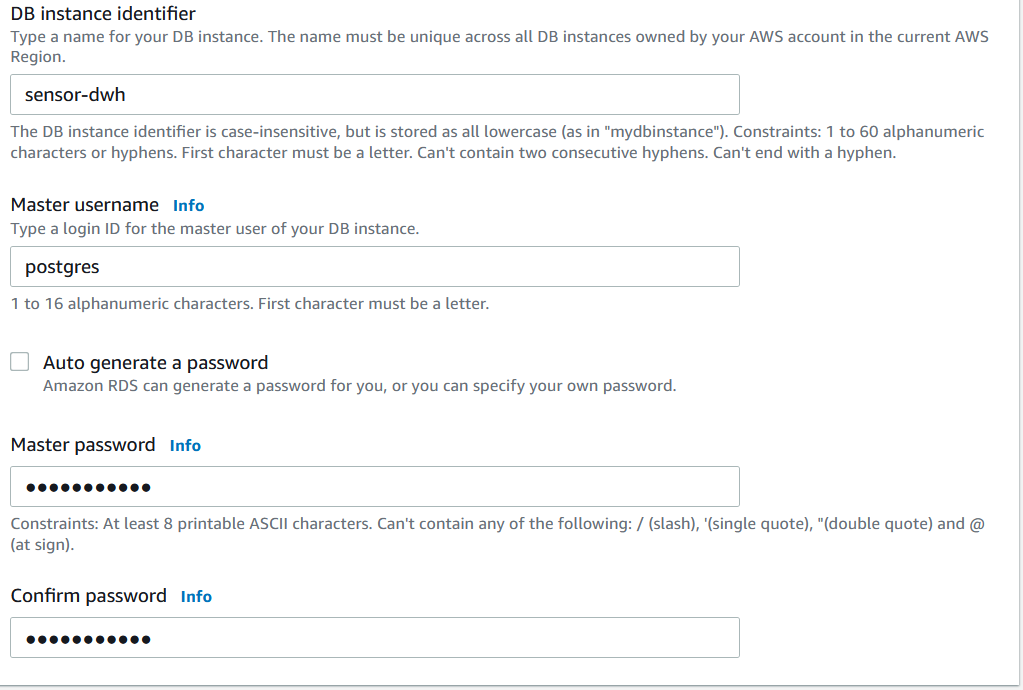 DB instance identifier
Type a name for your DB instance. The name must be unique across all DB instances owned by your AWS account in the current AWS
Region.
sensor-dwh
The DB instance identifier is case-insensitive, but is stored as all lowercase (as in "mydbinstance"). Constraints: 1 to 60 alphanumeric
characters or hyphens. First character must be a letter. Can't contain two consecutive hyphens. Can't end with a hyphen.
Master username Info
Type a login ID for the master user of your DB instance.
postgres
1 to 16 alphanumeric characters. First character must be a letter.
Auto generate a password
Amazon RDS can generate a password for you, or you can specify your own password.
Master password Info
•••••••••••
Constraints: At least 8 printable ASCII characters. Can't contain any of the following: / (slash), '(single quote), "(double quote) and @
(at sign).
Confirm password Info
•••••••••••